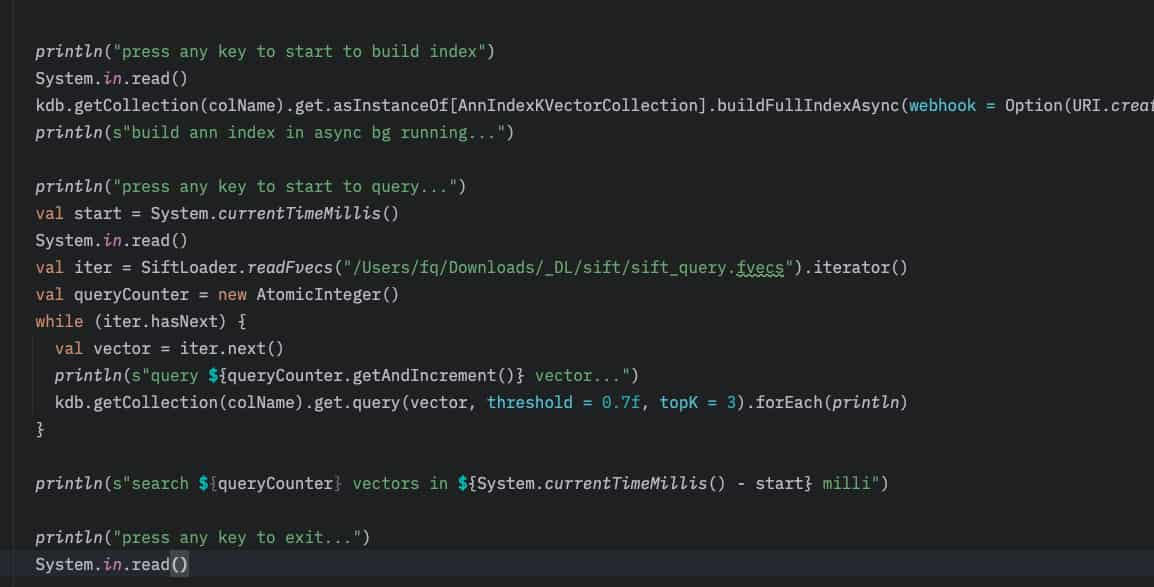 println("press any key to start to build index")
System.in.read()
kdb.getCollection(colName).get.asInstanceOf[AnnIndexKVectorCollection].buildFullIndexAsync(webhook = Option(URI.creat
println(s"build ann index in async bg running...")
println("press any key to start to query...")
val start = System.currentTimeMillis()
System.in.read()
val iter = SiftLoader.readFvecs("/Users/fq/Downloads/_DL/sift/sift_query.fvecs").iterator()
val queryCounter = new AtomicInteger()
while (iter.hasNext) {
val vector = iter.next()
println(s"query ${queryCounter.getAndIncrement()} vector...")
kdb.getCollection(colName).get.query(vector, threshold = 0.7f, topK = 3).forEach(println)
}
println(s"search ${queryCounter} vectors in ${System.currentTimeMillis() - start} milli")
println("press any key to exit...")
System.in.read()